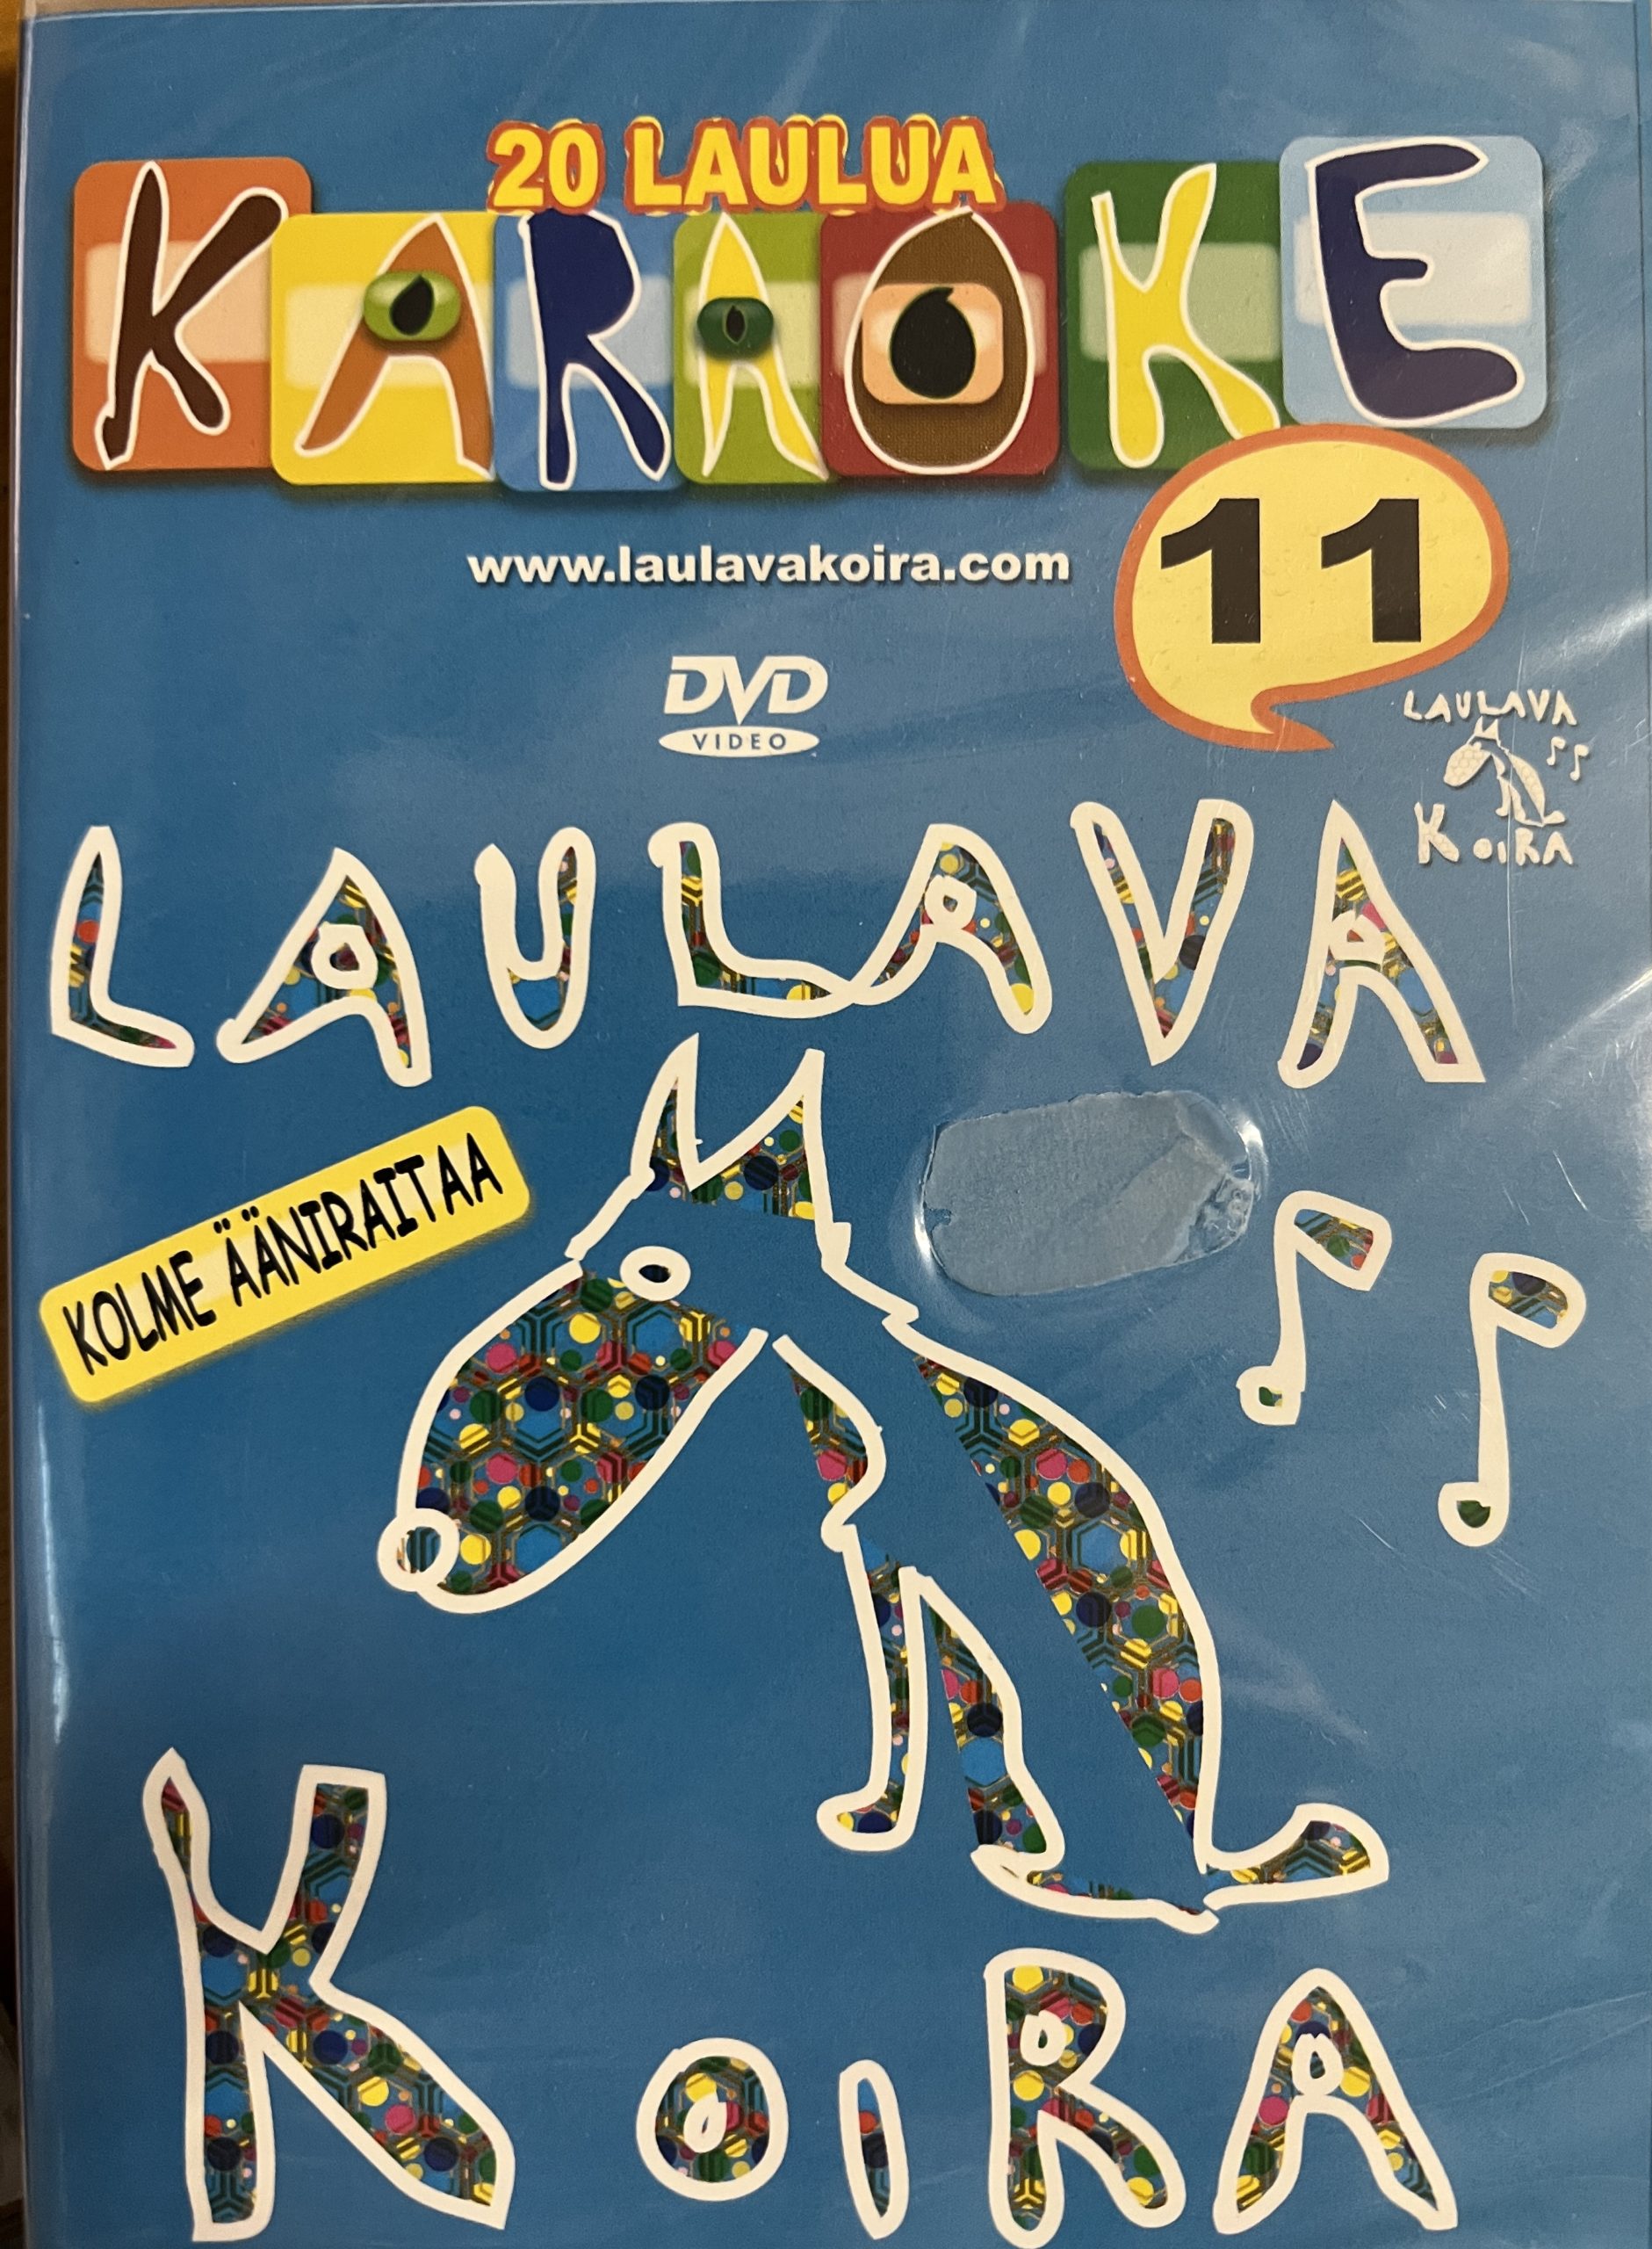 20 LAULUA
KARAOKE
11
www.laulavakoira.com
DVD
VIDEO
LAULAVA
KOIRA
LAULAVA
KOLME ÄÄNIRAITAA
KOIRA